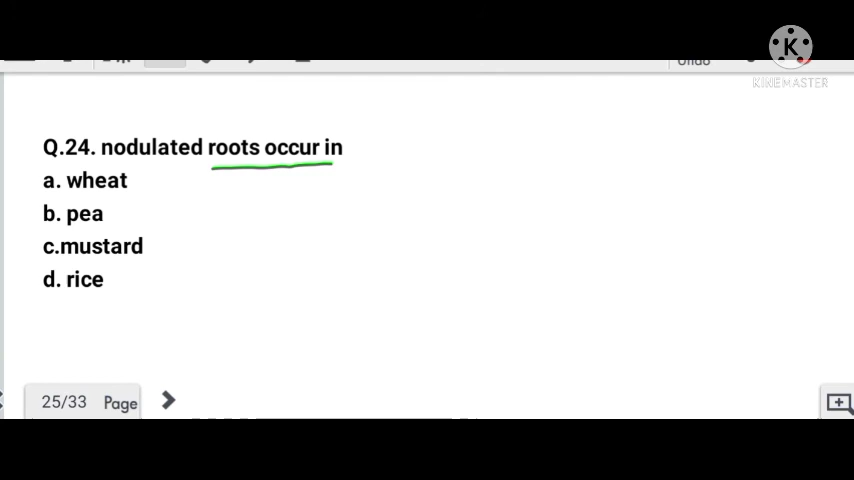 K
KINEMASTER
Q.24. nodulated roots occur in
a. wheat
b. pea
c.mustard
d. rice
25/33 Page